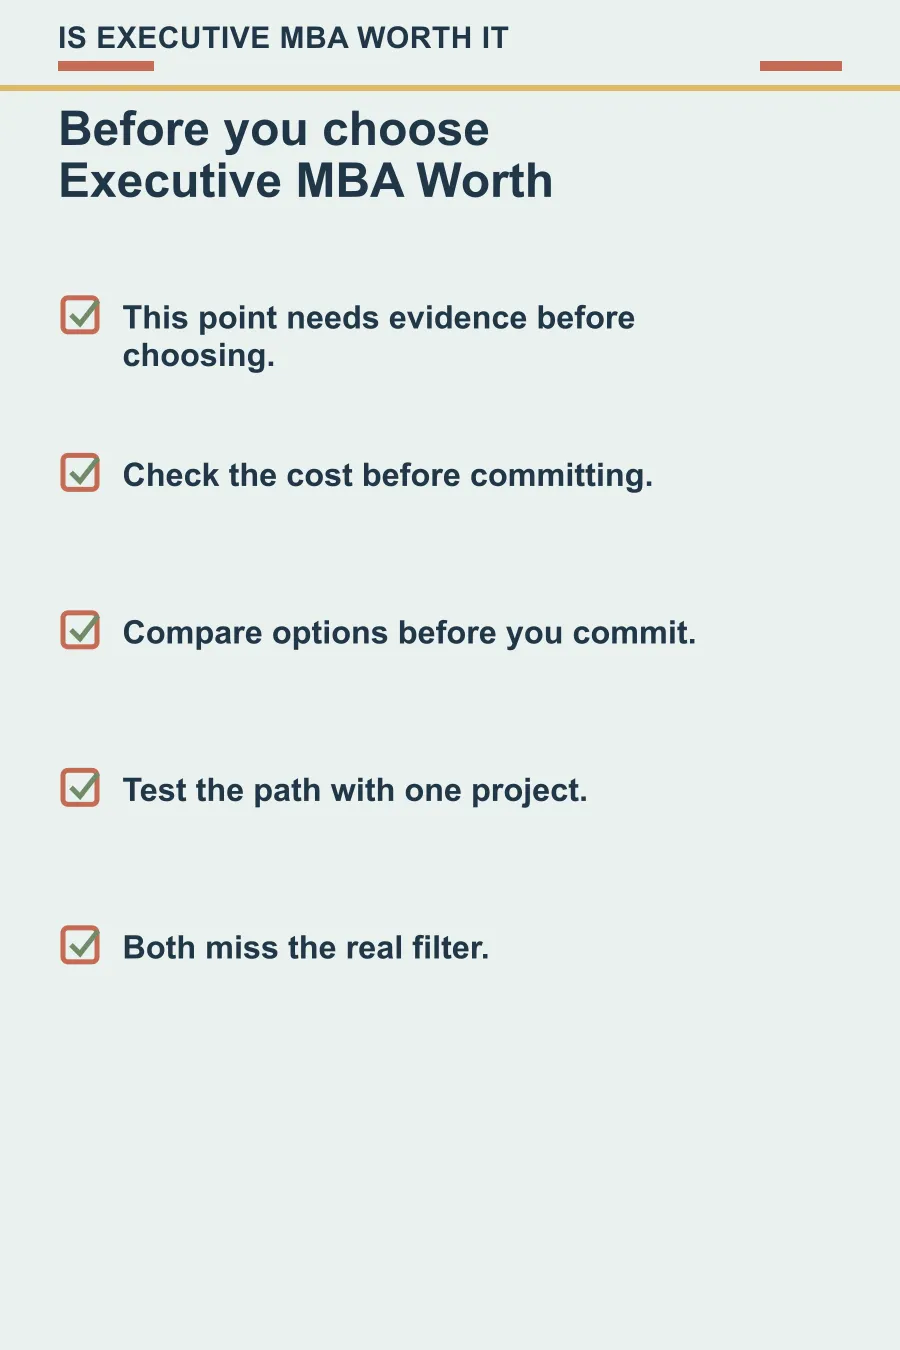 IS EXECUTIVE MBA WORTH IT
Before you choose
Executive MBA Worth
This point needs evidence before
choosing.
Check the cost before committing.
Compare options before you commit.
Test the path with one project.
Both miss the real filter.